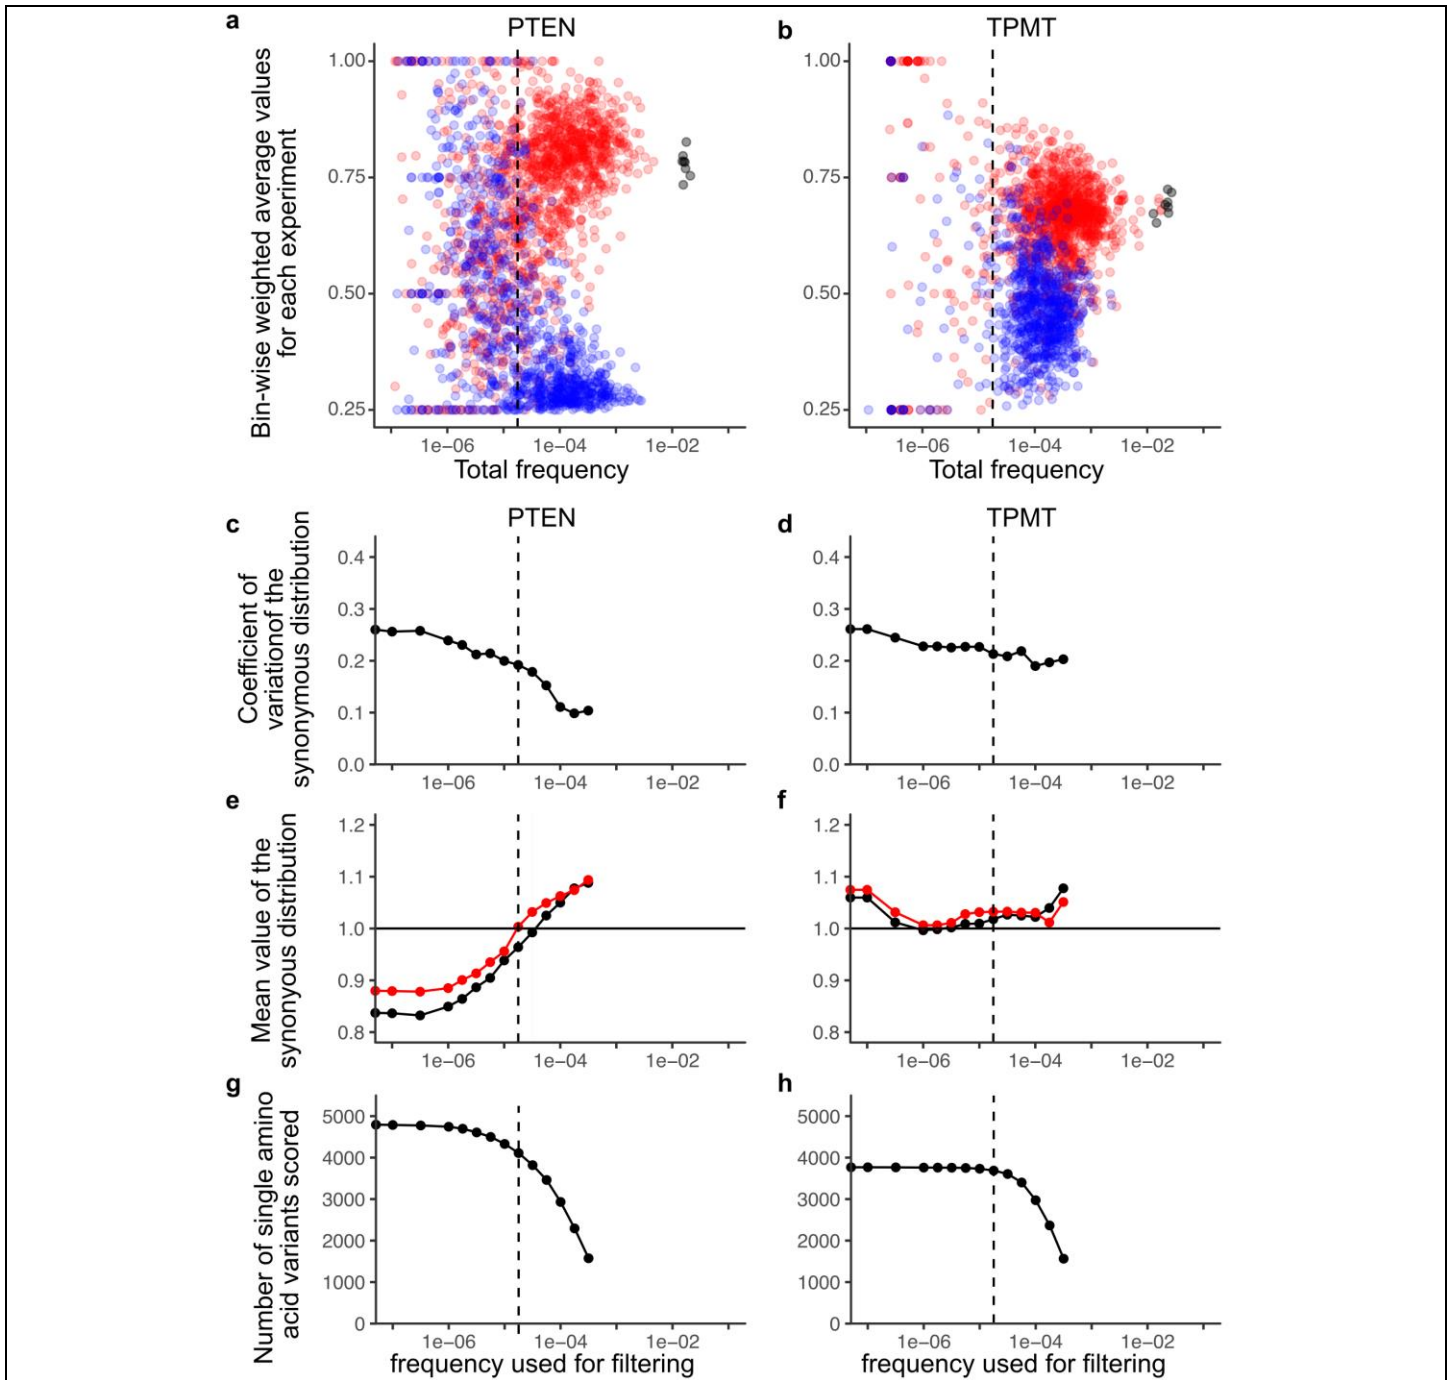 a
PTEN
Bin-wise weighted average values
for each experiment
1.00
0.75
0.50
0.25
1e−06
1e−04
1e−02
Total frequency
b
TPMT
1.00
0.75
0.50
0.25
1e−06
1e−04
1e−02
Total frequency
c
PTEN
Coefficient of
variationof the
synonymous distribution
0.4
0.3
0.2
0.1
0.0
1e−06
1e−04
1e−02
d
TPMT
0.4
0.3
0.2
0.1
0.0
1e−06
1e−04
1e−02
e
Mean value of the
synonyous distribution
1.2
1.1
1.0
0.9
0.8
1e−06
1e−04
1e−02
f
1.2
1.1
1.0
0.9
0.8
1e−06
1e−04
1e−02
g
Number of single amino
acid variants scored
5000
4000
3000
2000
1000
0
1e−06
1e−04
1e−02
frequency used for filtering
h
5000
4000
3000
2000
1000
0
1e−06
1e−04
1e−02
frequency used for filtering